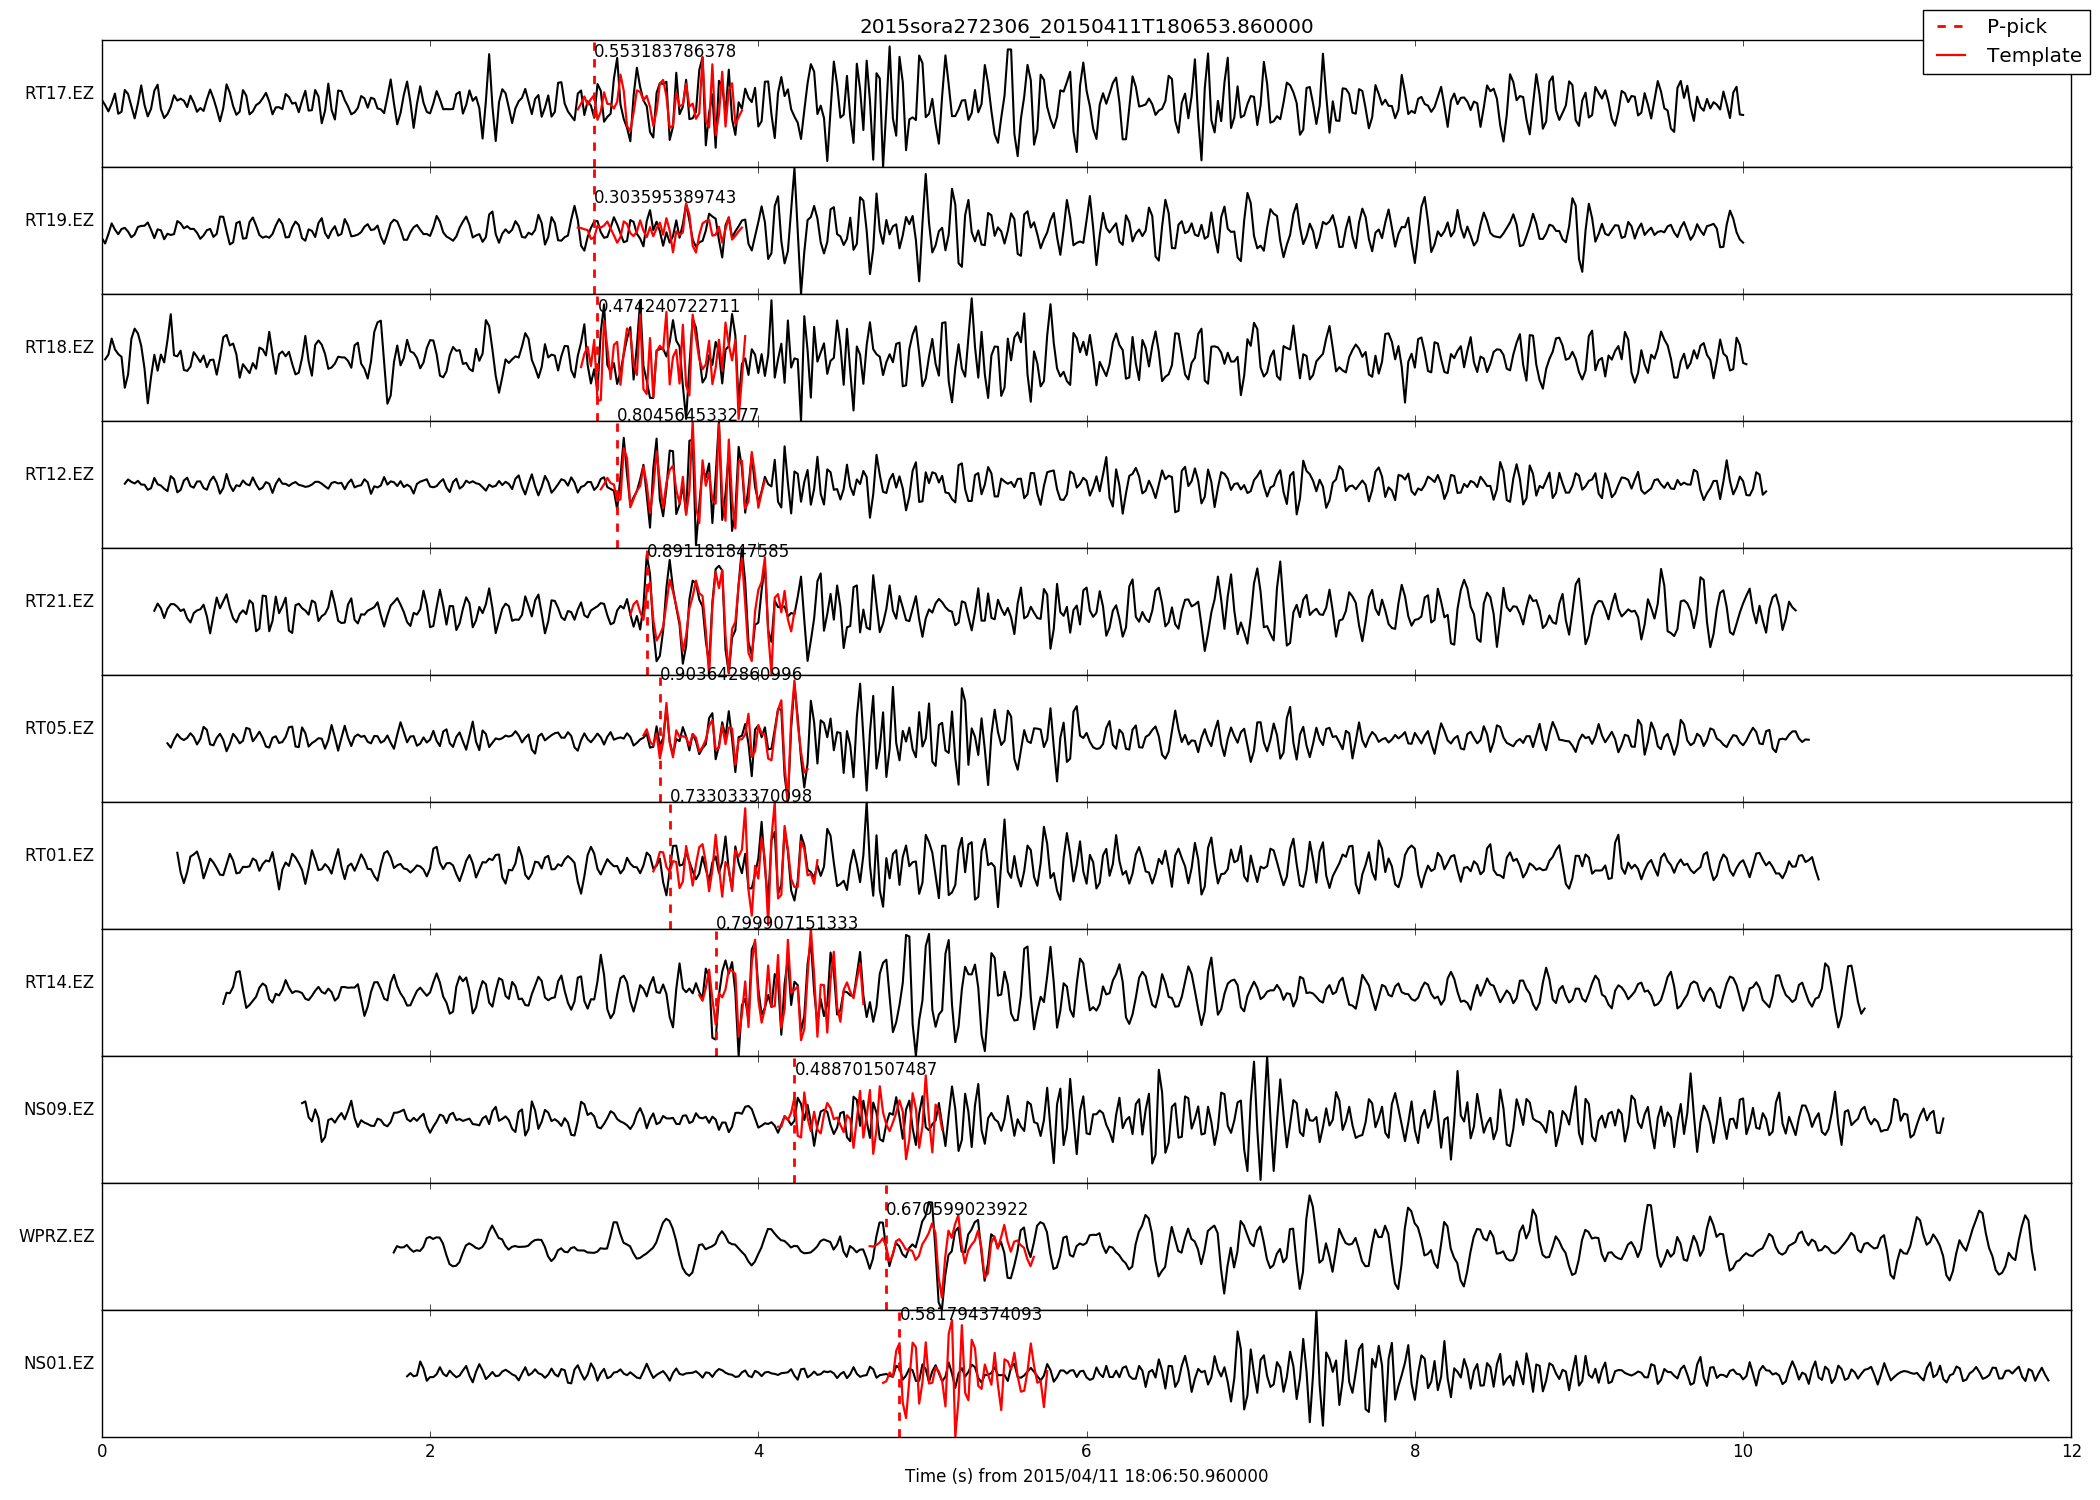 2015sora272306_20150411T180653.860000
P-pick
Template
RT17.EZ
0.553183786378
RT19.EZ
0.303595389743
RT18.EZ
0.474240722711
RT12.EZ
0.804564533277
RT21.EZ
0.891181847585
RT05.EZ
0.903642860996
RT01.EZ
0.733033370098
RT14.EZ
0.799907151333
NS09.EZ
0.488701507487
WPRZ.EZ
0.670599023922
NS01.EZ
0.581794374093
0 2 4 6 8 10 12
Time (s) from 2015/04/11 18:06:50.960000